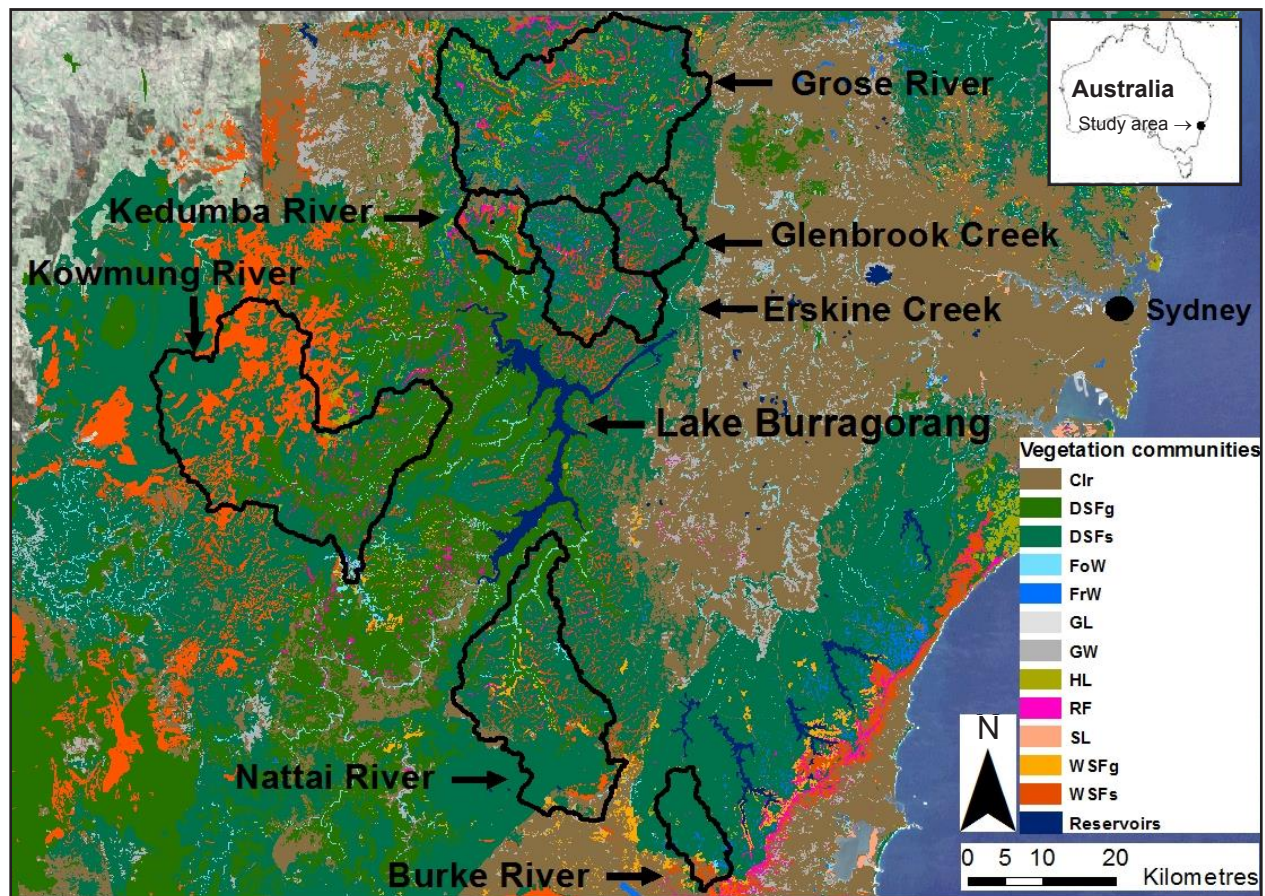 Grose River
Australia
Study area →
Kedumba River
Glenbrook Creek
Kowmung River
Erskine Creek
Sydney
Lake Burragorang
Vegetation communities
Clr
DSFg
DSFs
FoW
FrW
GL
GW
HL
RF
SL
WSFg
WSFs
Reservoirs
N
Nattai River
Burke River
0 5 10 20
Kilometres